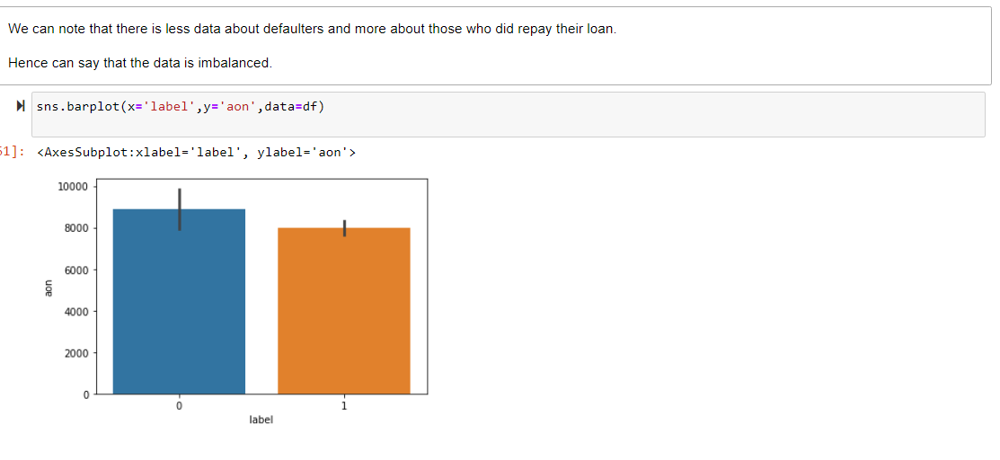 We can note that there is less data about defaulters and more about those who did repay their loan.
Hence can say that the data is imbalanced.
sns.barplot(x='label',y='aon',data=df)
51]: <AxesSubplot:xlabel='label', ylabel='aon'>
10000
8000
6000
4000
2000
0
aon
0 1
label